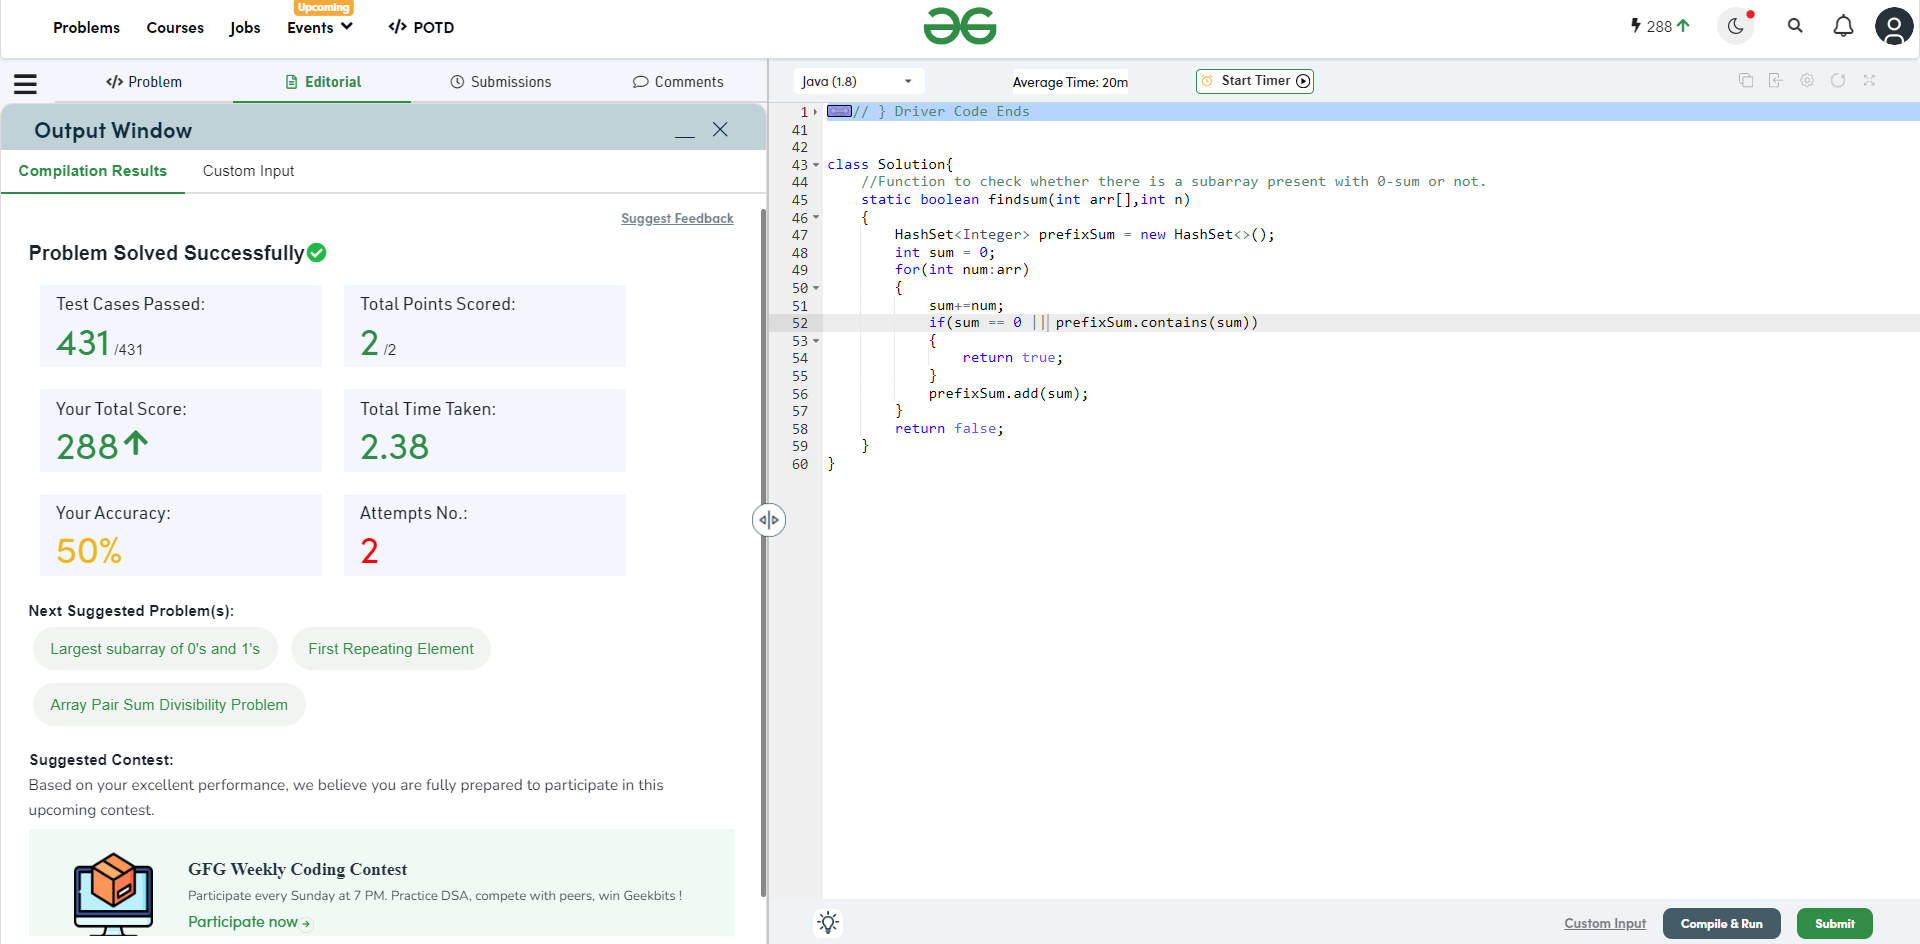 Problems
Courses
Jobs
Upcoming
Events
</> POTD
288
</> Problem
Editorial
Submissions
Comments
Java (1.8)
Average Time: 20m
Start Timer
Output Window
Compilation Results
Custom Input
Suggest Feedback
Problem Solved Successfully
Test Cases Passed:
431 /431
Total Points Scored:
2 /2
Your Total Score:
288
Total Time Taken:
2.38
Your Accuracy:
50%
Attempts No.:
2
Next Suggested Problem(s):
Largest subarray of 0's and 1's
First Repeating Element
Array Pair Sum Divisibility Problem
Suggested Contest:
Based on your excellent performance, we believe you are fully prepared to participate in this
upcoming contest.
GFG Weekly Coding Contest
Participate every Sunday at 7 PM. Practice DSA, compete with peers, win Geekbits !
Participate now
1 // } Driver Code Ends
41
42
43 class Solution{
44 //Function to check whether there is a subarray present with 0-sum or not.
45 static boolean findsum(int arr[],int n)
46 {
47 HashSet<Integer> prefixSum = new HashSet<>();
48 int sum = 0;
49 for(int num:arr)
50 {
51 sum+=num;
52 if(sum == 0 || prefixSum.contains(sum))
53 {
54 return true;
55 }
56 prefixSum.add(sum);
57 }
58 return false;
59 }
60 }
Custom Input
Compile & Run
Submit